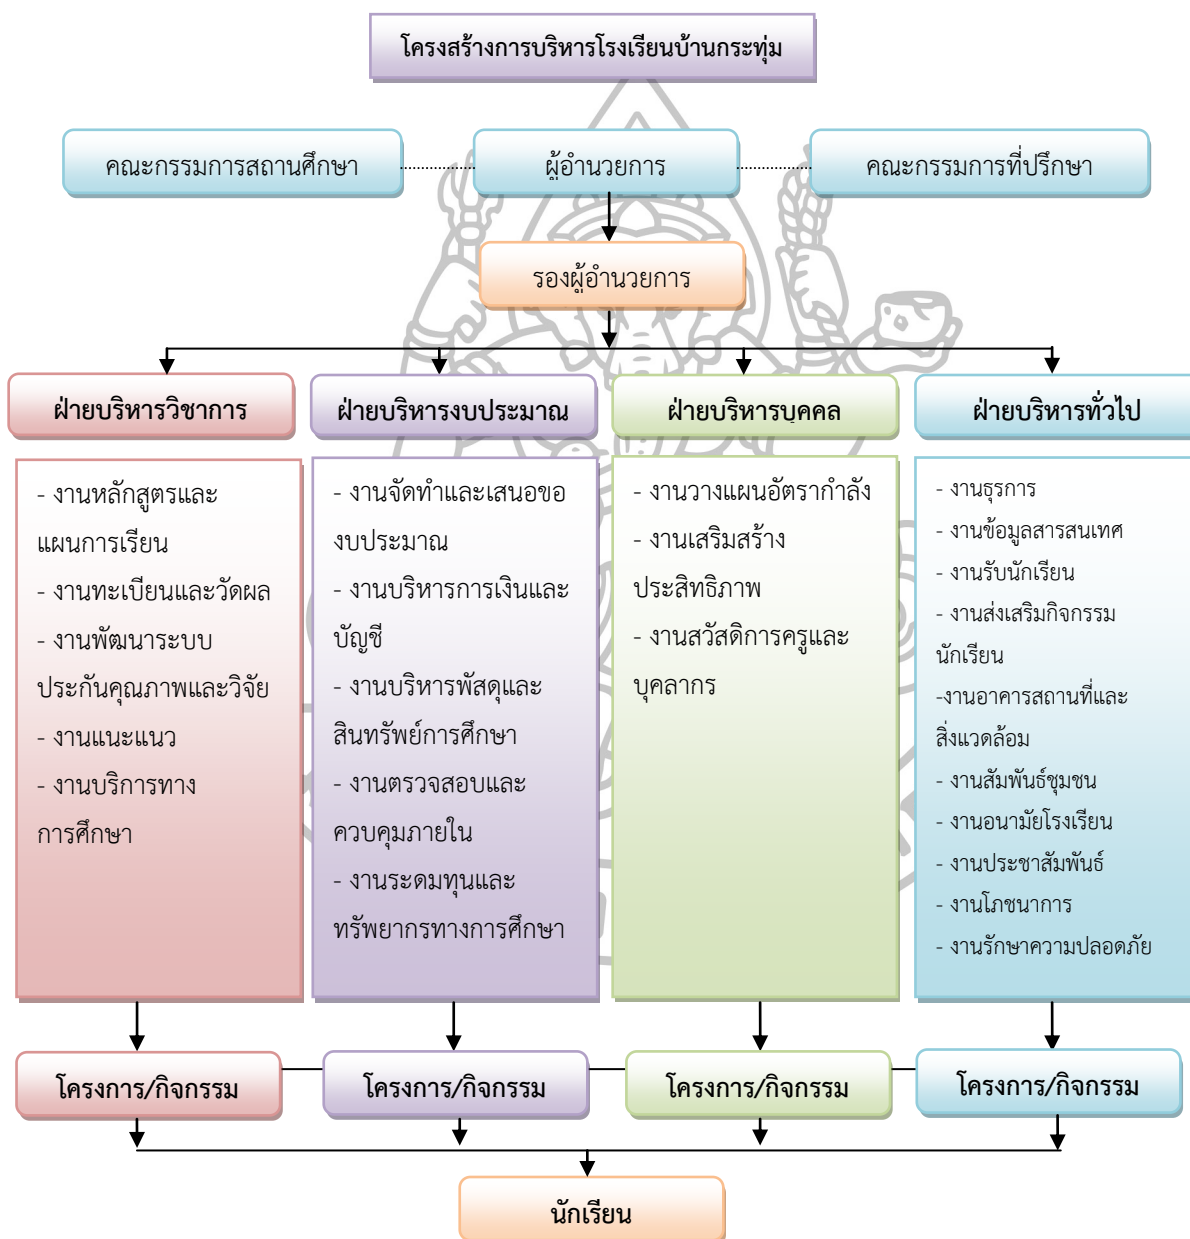 โครงสร้างการบริหารโรงเรียนบ้านกระทุ่ม
คณะกรรมการสถานศึกษา
ผู้อำนวยการ
คณะกรรมการที่ปรึกษา
รองผู้อำนวยการ
ฝ่ายบริหารวิชาการ
ฝ่ายบริหารงบประมาณ
ฝ่ายบริหารบุคคล
ฝ่ายบริหารทั่วไป
- งานหลักสูตรและ
แผนการเรียน
- งานทะเบียนและวัดผล
- งานพัฒนาระบบ
ประกันคุณภาพและวิจัย
- งานแนะแนว
- งานบริการทาง
การศึกษา
- งานจัดทำและเสนอขอ
งบประมาณ
- งานบริหารการเงินและ
บัญชี
- งานบริหารพัสดุและ
สินทรัพย์การศึกษา
- งานตรวจสอบและ
ควบคุมภายใน
- งานระดมทุนและ
ทรัพยากรทางการศึกษา
- งานวางแผนอัตรากำลัง
- งานเสริมสร้าง
ประสิทธิภาพ
- งานสวัสดิการครูและ
บุคลากร
- งานธุรการ
- งานข้อมูลสารสนเทศ
- งานรับนักเรียน
- งานส่งเสริมกิจกรรม
นักเรียน
-งานอาคารสถานที่และ
สิ่งแวดล้อม
- งานสัมพันธ์ชุมชน
- งานอนามัยโรงเรียน
- งานประชาสัมพันธ์
- งานโภชนาการ
- งานรักษาความปลอดภัย
โครงการ/กิจกรรม
โครงการ/กิจกรรม
โครงการ/กิจกรรม
โครงการ/กิจกรรม
นักเรียน